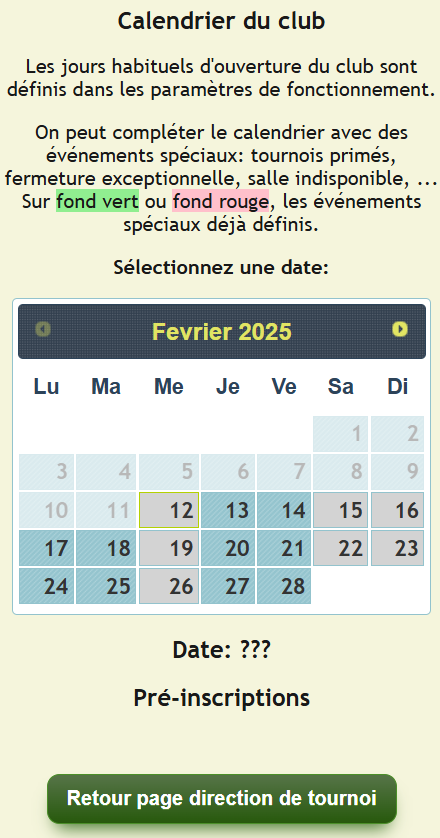 Calendrier du club
Les jours habituels d'ouverture du club sont
définis dans les paramètres de fonctionnement.
On peut compléter le calendrier avec des
événements spéciaux: tournois primés,
fermeture exceptionnelle, salle indisponible, ...
Sur fond vert ou fond rouge, les événements
spéciaux déjà définis.
Sélectionnez une date:
Fevrier 2025
Lu Ma Me Je Ve Sa Di
1 2
3 4 5 6 7 8 9
10 11 12 13 14 15 16
17 18 19 20 21 22 23
24 25 26 27 28
Date: ???
Pré-inscriptions
Retour page direction de tournoi